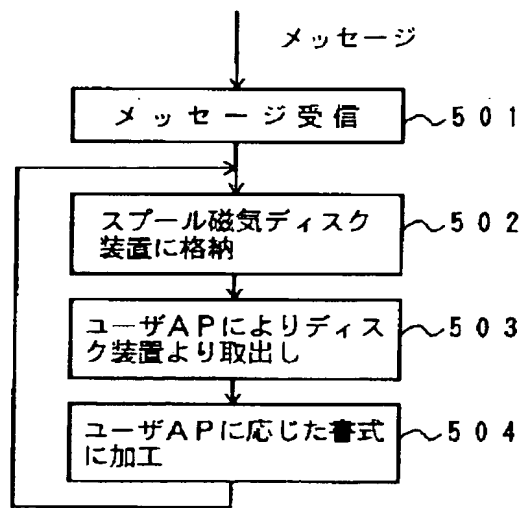 メッセージ
メッセージ受信
501
スプール磁気ディスク
装置に格納
502
ユーザAPによりディス
ク装置より取出し
503
ユーザAPに応じた書式
に加工
504